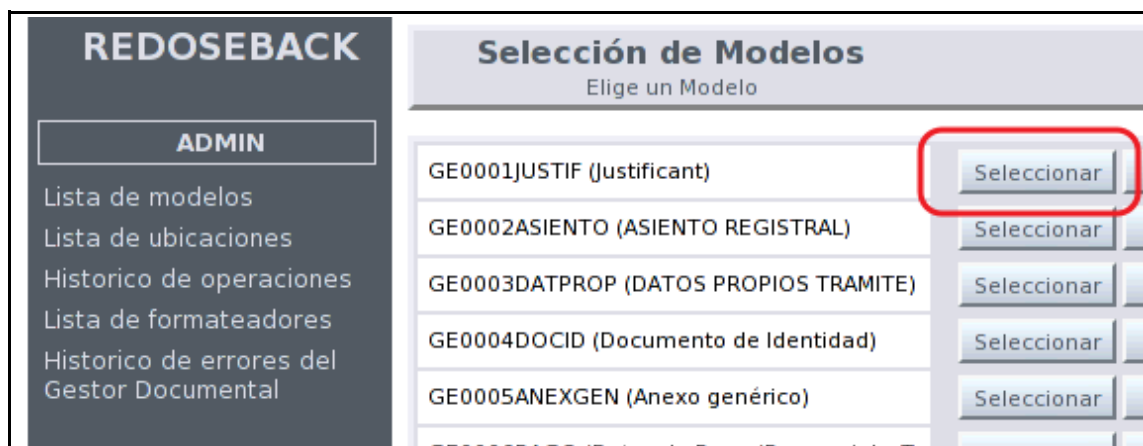 REDOSEBACK
ADMIN
Lista de modelos
Lista de ubicaciones
Historico de operaciones
Lista de formateadores
Historico de errores del
Gestor Documental
Selección de Modelos
Elige un Modelo
GE0001JUSTIF (Justificant)
Seleccionar
GE0002ASIENTO (ASIENTO REGISTRAL)
Seleccionar
GE0003DATPROP (DATOS PROPIOS TRAMITE)
Seleccionar
GE0004DOCID (Documento de Identidad)
Seleccionar
GE0005ANEXGEN (Anexo genérico)
Seleccionar